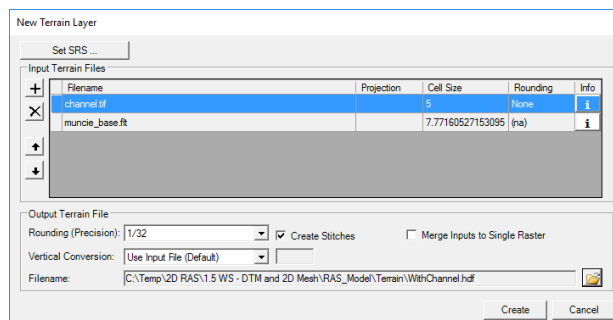 New Terrain Layer
Set SRS ...
Input Terrain Files
Filename Projection Cell Size Rounding Info
channel.tif 5 None i
muncie_base.flt 7.77160527153095 (na) i
Output Terrain File
Rounding (Precision): 1/32 Create Stitches Merge Inputs to Single Raster
Vertical Conversion: Use Input File (Default)
Filename: C:\Temp\2D RAS\1.5 WS - DTM and 2D Mesh\RAS_Model\Terrain\WithChannel.hdf
Create Cancel